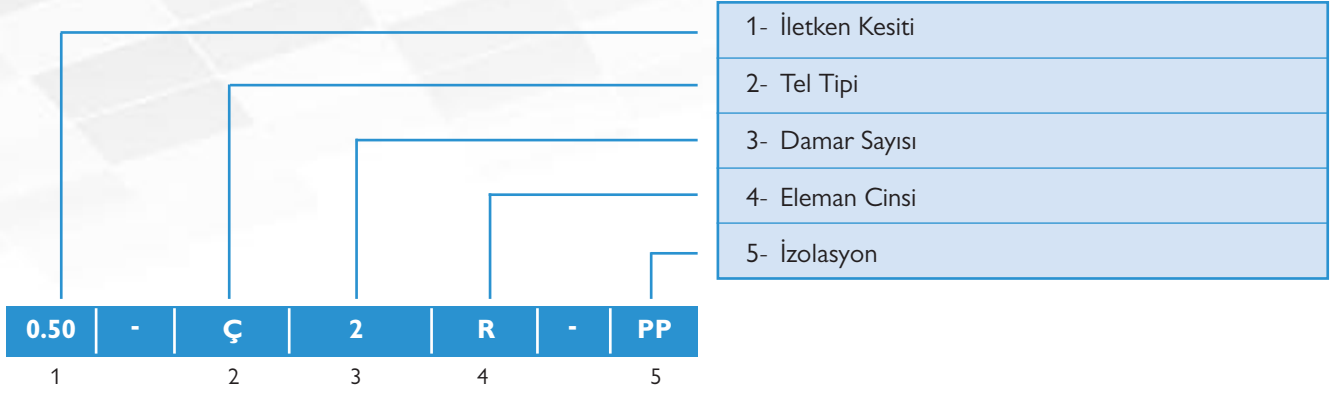 1- İletken Kesiti
2- Tel Tipi
3- Damar Sayısı
4- Eleman Cinsi
5- İzolasyon
0.50 - Ç 2 R - PP
1 2 3 4 5